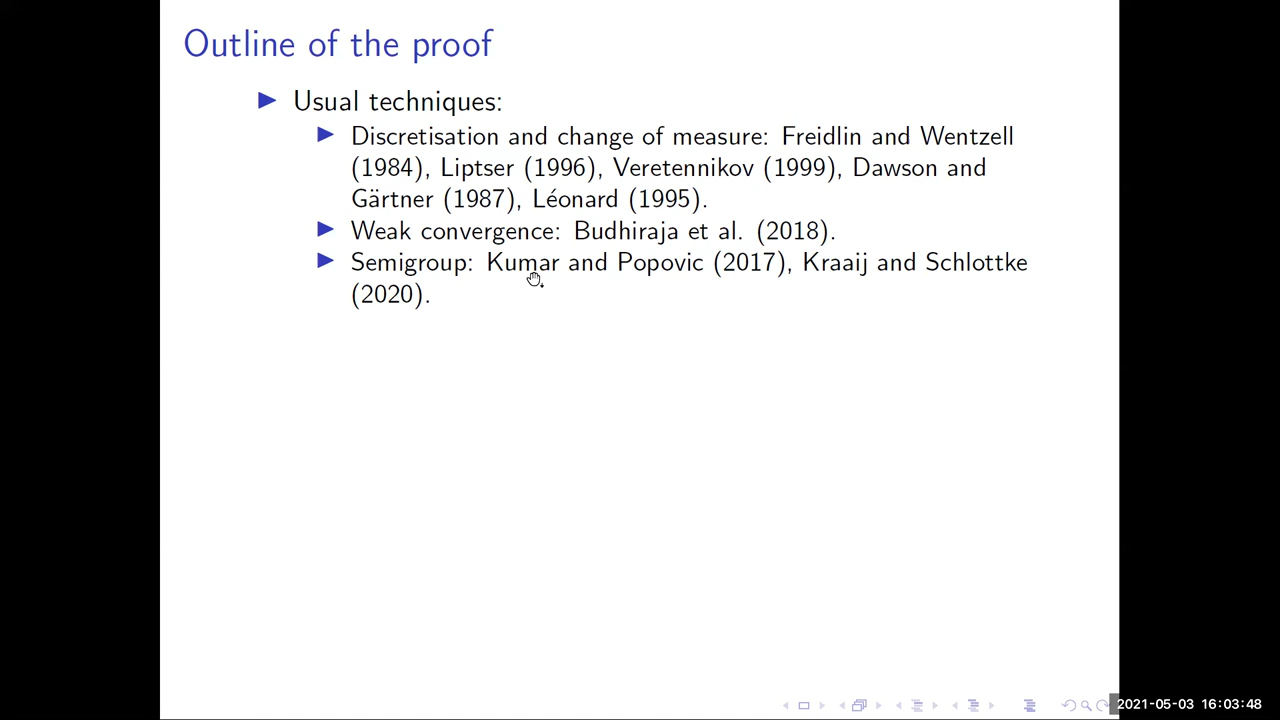 Outline of the proof
Usual techniques:
Discretisation and change of measure: Freidlin and Wentzell
(1984), Liptser (1996), Veretennikov (1999), Dawson and
Gärtner (1987), Léonard (1995).
Weak convergence: Budhiraja et al. (2018).
Semigroup: Kumar and Popovic (2017), Kraaij and Schlottke
(2020).
2021-05-03 16:03:48